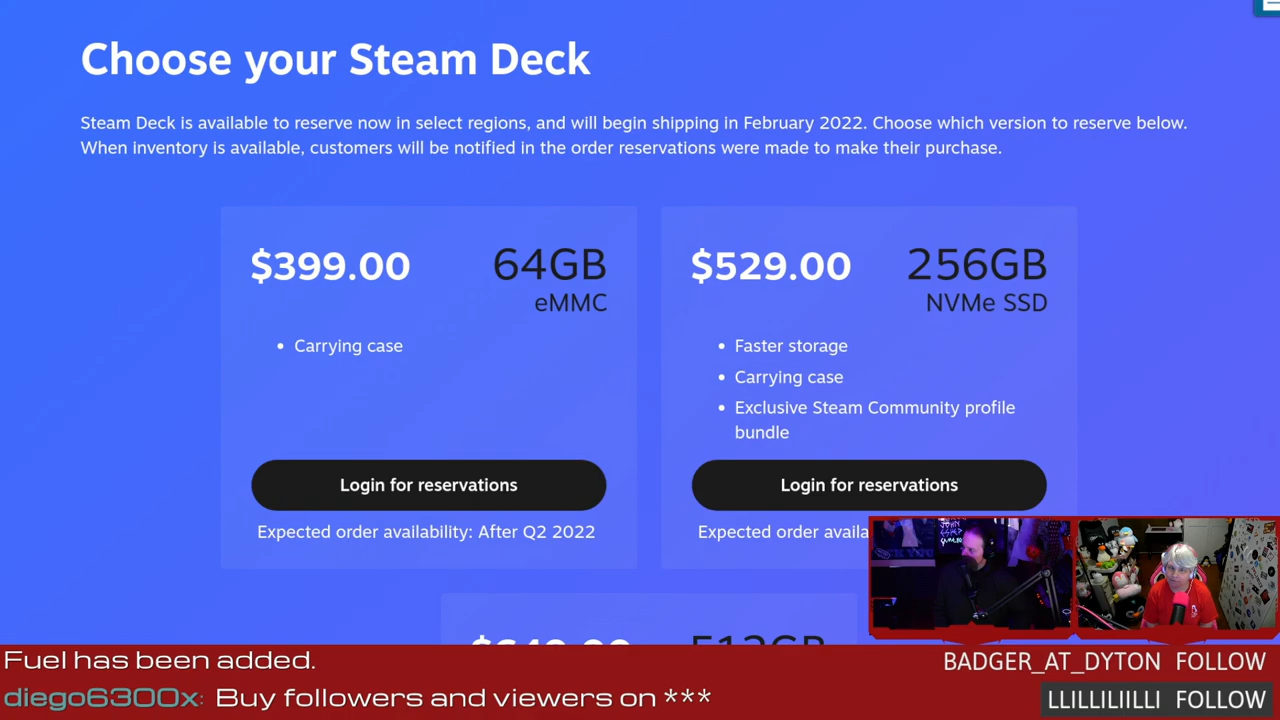 Choose your Steam Deck
Steam Deck is available to reserve now in select regions, and will begin shipping in February 2022. Choose which version to reserve below.
When inventory is available, customers will be notified in the order reservations were made to make their purchase.
$399.00
64GB
eMMC
• Carrying case
Login for reservations
Expected order availability: After Q2 2022
$529.00
256GB
NVMe SSD
• Faster storage
• Carrying case
• Exclusive Steam Community profile
bundle
Login for reservations
Expected order availa
$649.00
512GB
Fuel has been added.
diego6300x: Buy followers and viewers on ***
BADGER_AT_DYTON FOLLOW
LLILLILIILLI FOLLOW